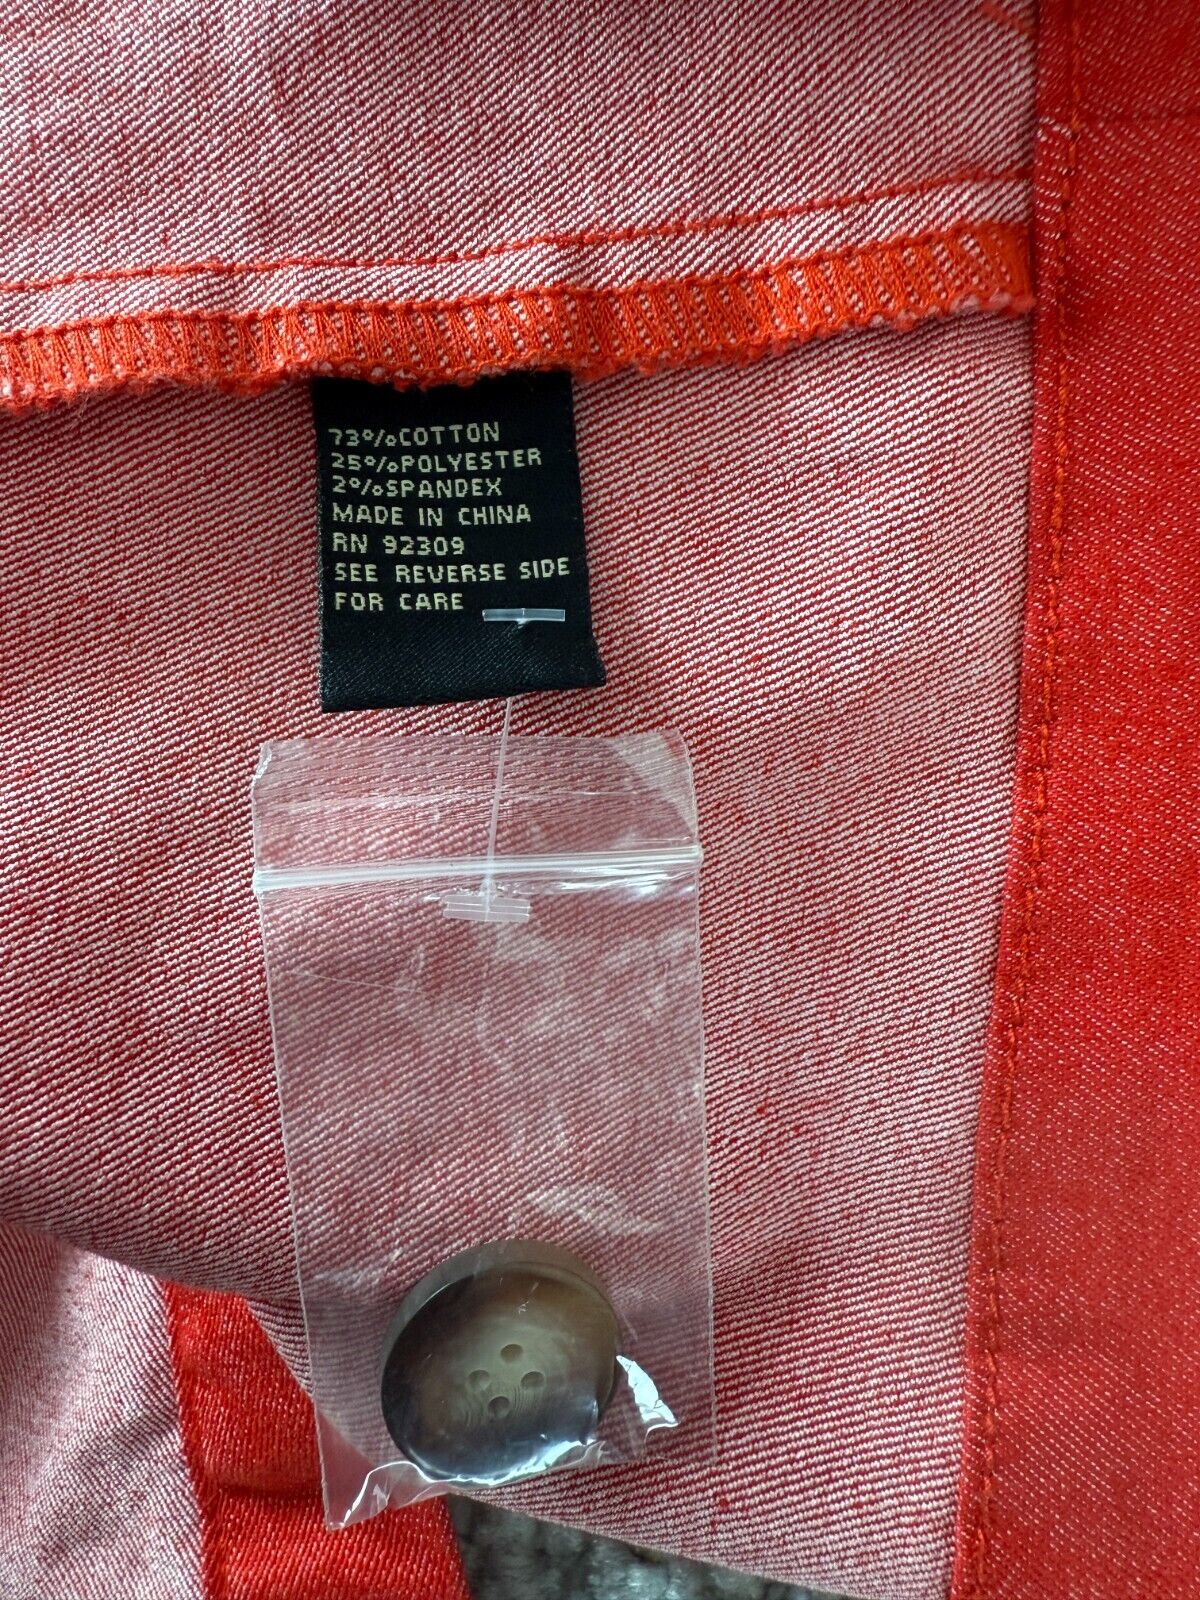 73%COTTON
25%POLYESTER
2%SPANDEX
MADE IN CHINA
RN 92309
SEE REVERSE SIDE
FOR CARE